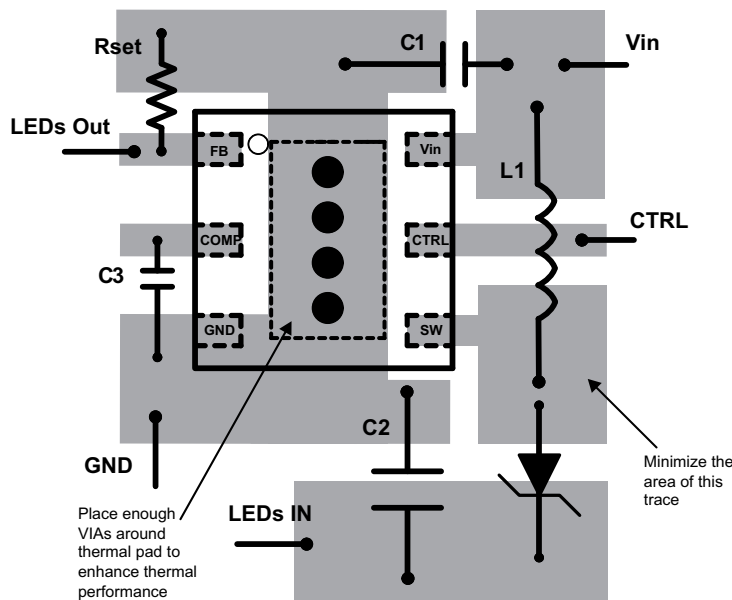 Rset
C1
Vin
LEDs Out
FB
Vin
L1
COMP
CTRL
CTRL
C3
GND
SW
C2
GND
Minimize the
area of this
trace
LEDs IN
Place enough
VIAs around
thermal pad to
enhance thermal
performance